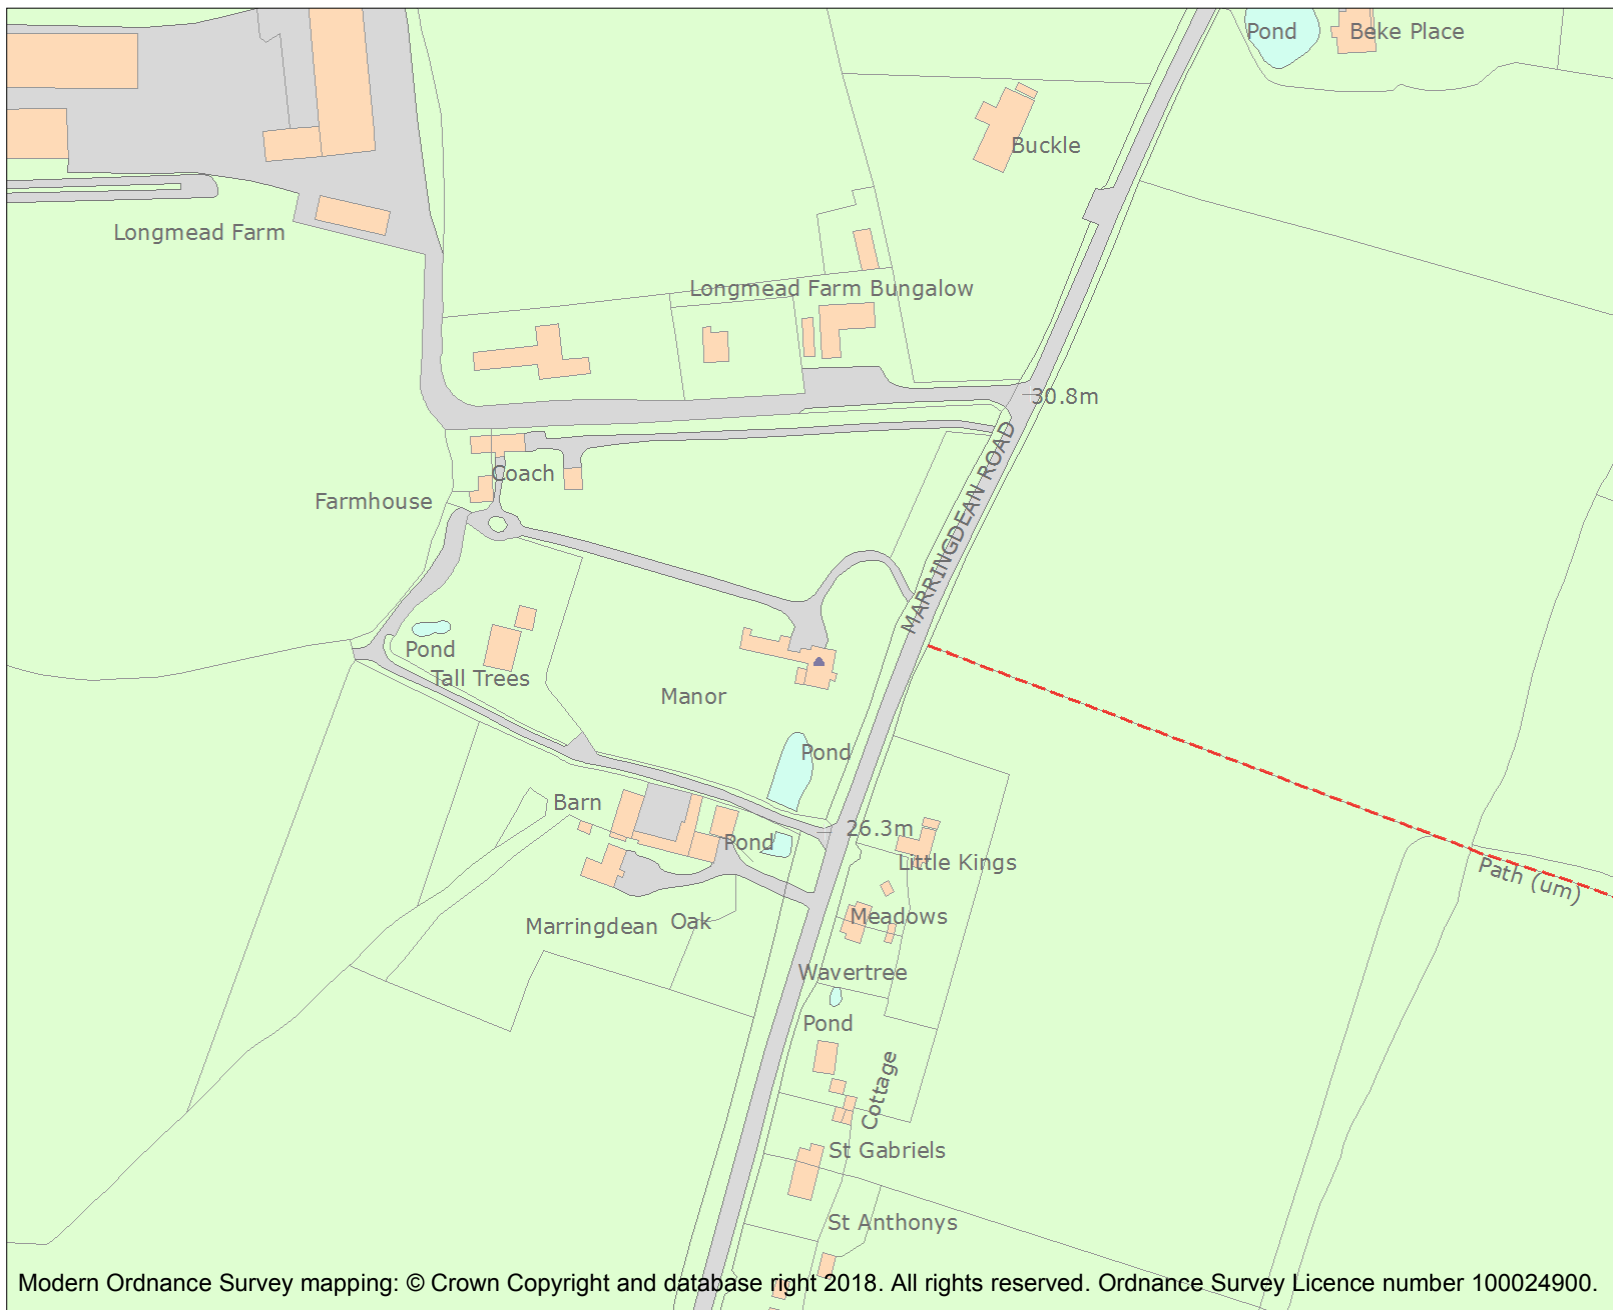 Pond
Beke Place
Buckle
Longmead Farm
Longmead Farm Bungalow
30.8m
MARRINGDEAN ROAD
Coach
Farmhouse
Pond
Tall Trees
Manor
Pond
Barn
26.3m
Pond
Little Kings
Path (um)
Meadows
Marringdean
Oak
Wavertree
Pond
Cottage
St Gabriels
St Anthonys
Modern Ordnance Survey mapping: © Crown Copyright and database right 2018. All rights reserved. Ordnance Survey Licence number 100024900.